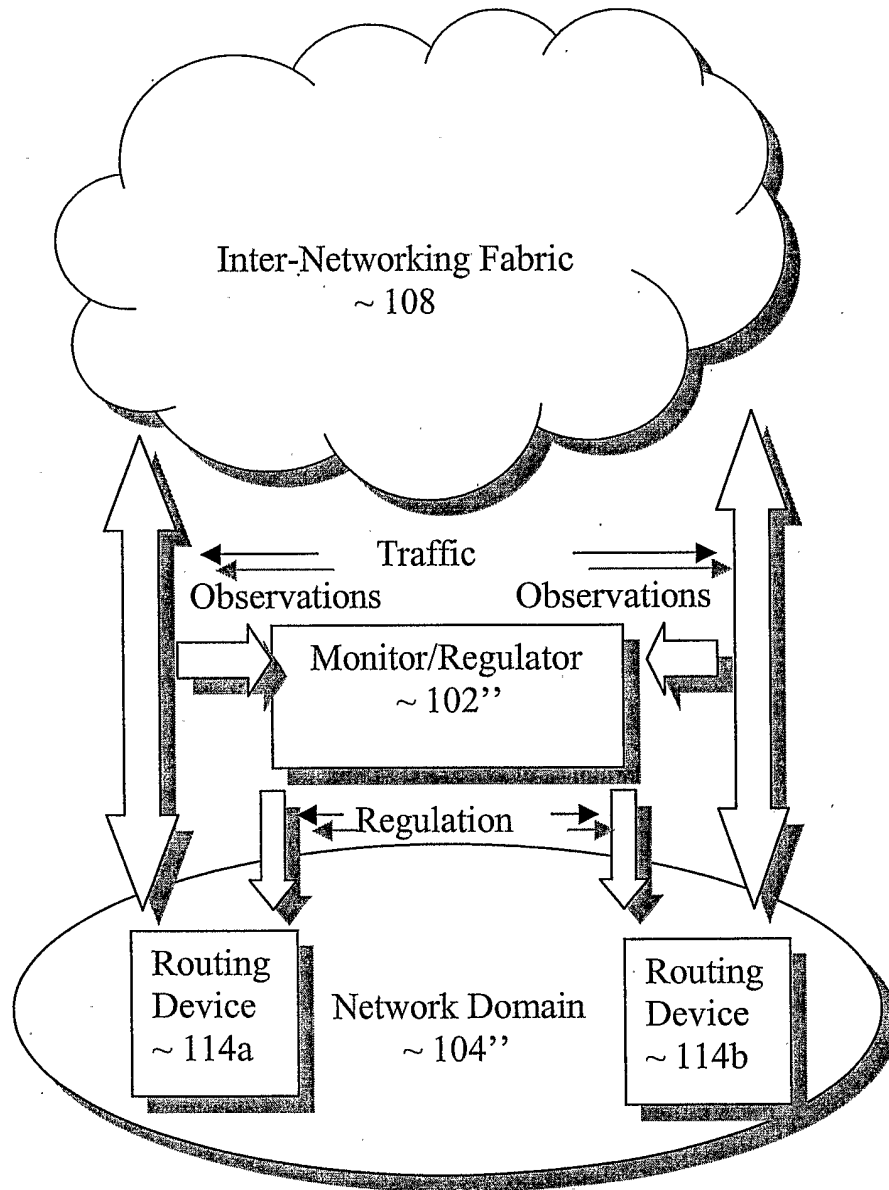 Inter-Networking Fabric
~ 108
Traffic
Observations
Observations
Monitor/Regulator
~ 102’’
Regulation
Routing
Device
~ 114a
Network Domain
~ 104’’
Routing
Device
~ 114b